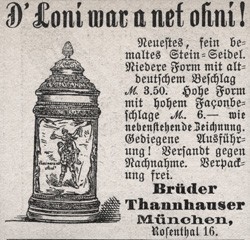 D' Loni war a net ohni!
Neuestes, fein be-
maltes Stein-Seidel.
Niedere Form mit alt-
deutschem Beschlag
M. 3.50. Hohe Form
mit hohem Façonbe-
schlage M. 6.— wie
nebenstehende Zeichnung.
Gediegene Ausfüh-
rung! Versandt gegen
Nachnahme. Verpack-
ung frei.
Brüder
Thannhauser
München,
Rosenthal 16.